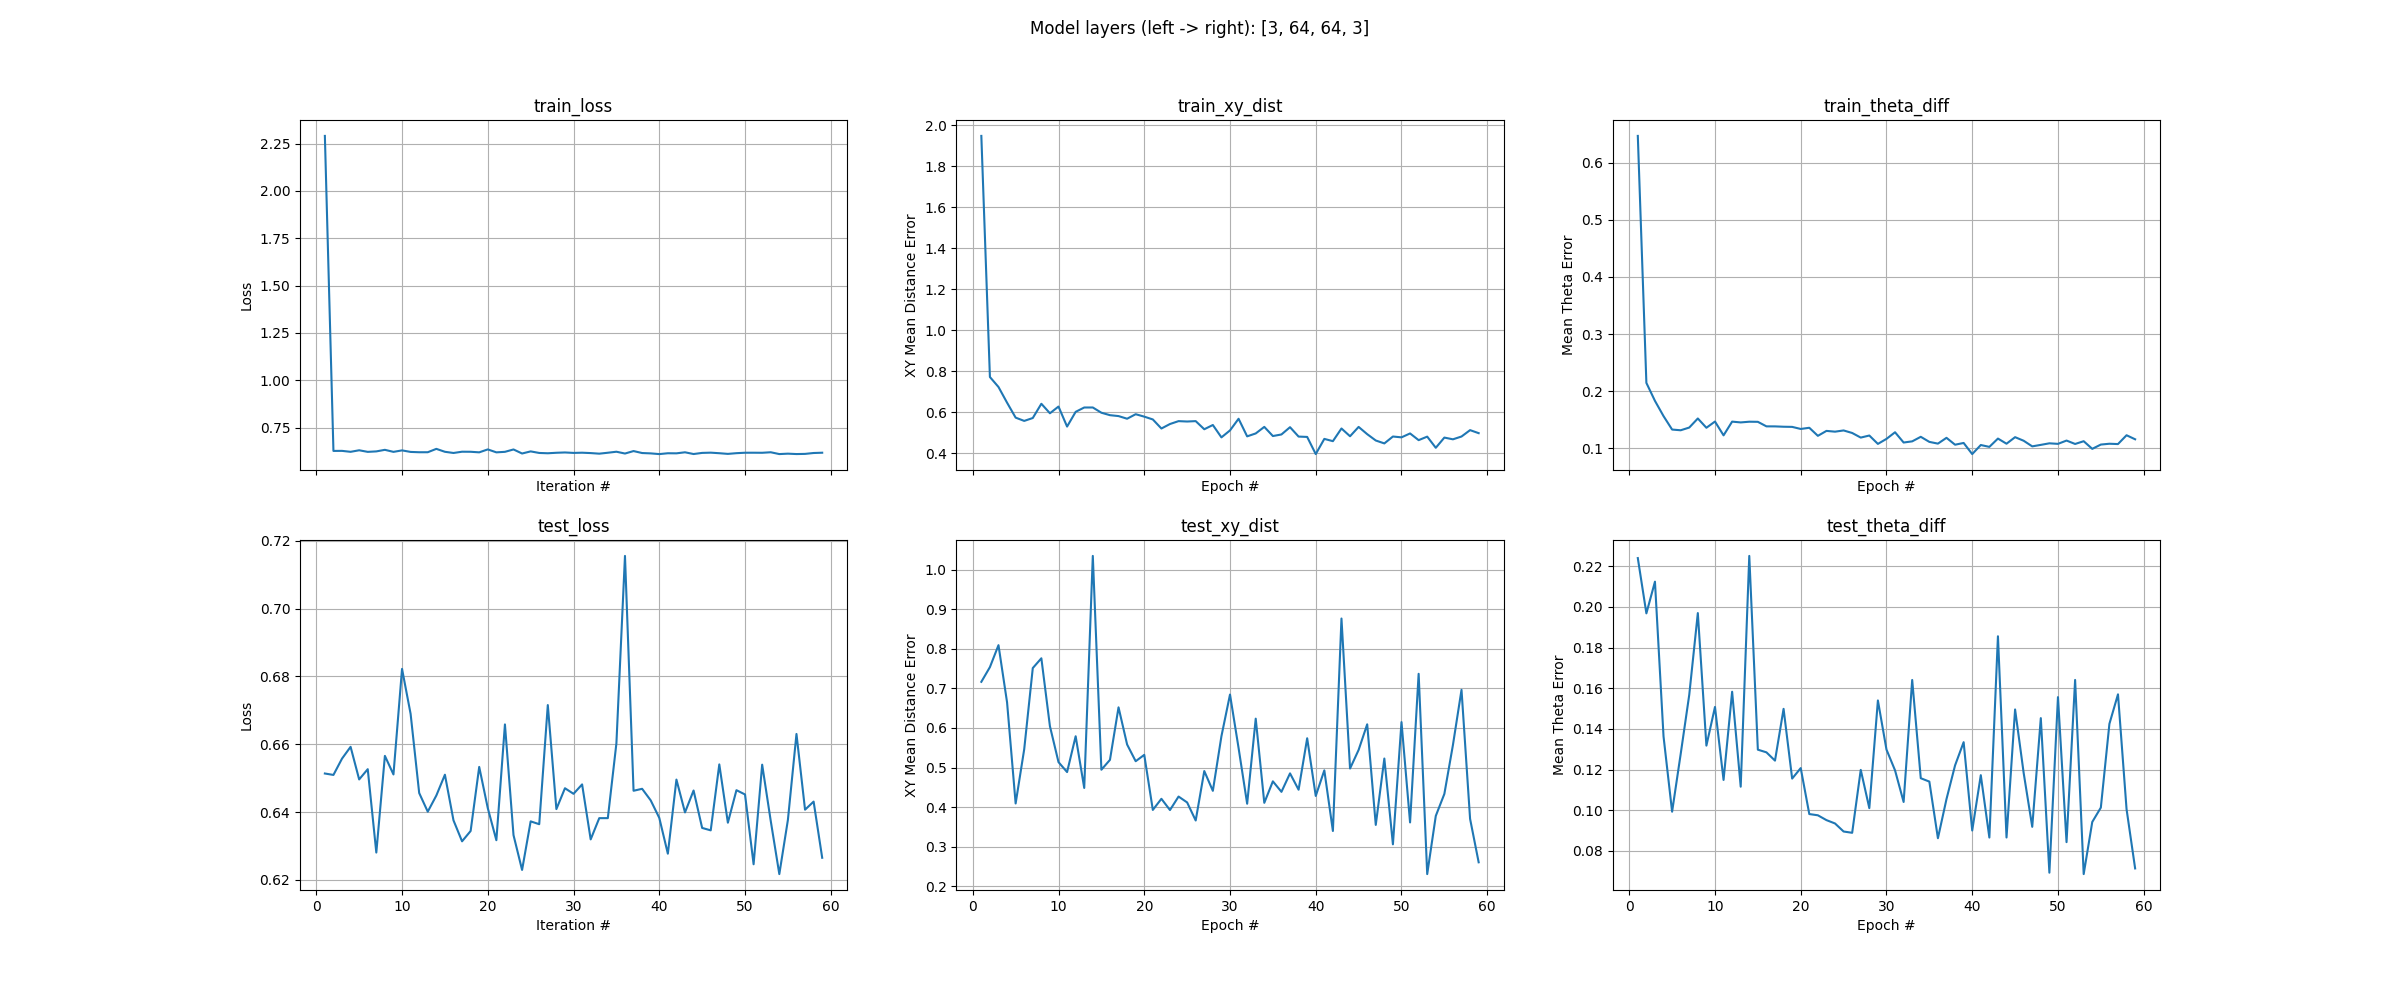 Model layers (left -> right): [3, 64, 64, 3]
train_loss
2.25
2.00
1.75
1.50
1.25
1.00
0.75
Loss
Iteration #
train_xy_dist
2.0
1.8
1.6
1.4
1.2
1.0
0.8
0.6
0.4
XY Mean Distance Error
Epoch #
train_theta_diff
0.6
0.5
0.4
0.3
0.2
0.1
Mean Theta Error
Epoch #
test_loss
0.72
0.70
0.68
0.66
0.64
0.62
Loss
0 10 20 30 40 50 60
Iteration #
test_xy_dist
1.0
0.9
0.8
0.7
0.6
0.5
0.4
0.3
0.2
XY Mean Distance Error
0 10 20 30 40 50 60
Epoch #
test_theta_diff
0.22
0.20
0.18
0.16
0.14
0.12
0.10
0.08
Mean Theta Error
0 10 20 30 40 50 60
Epoch #